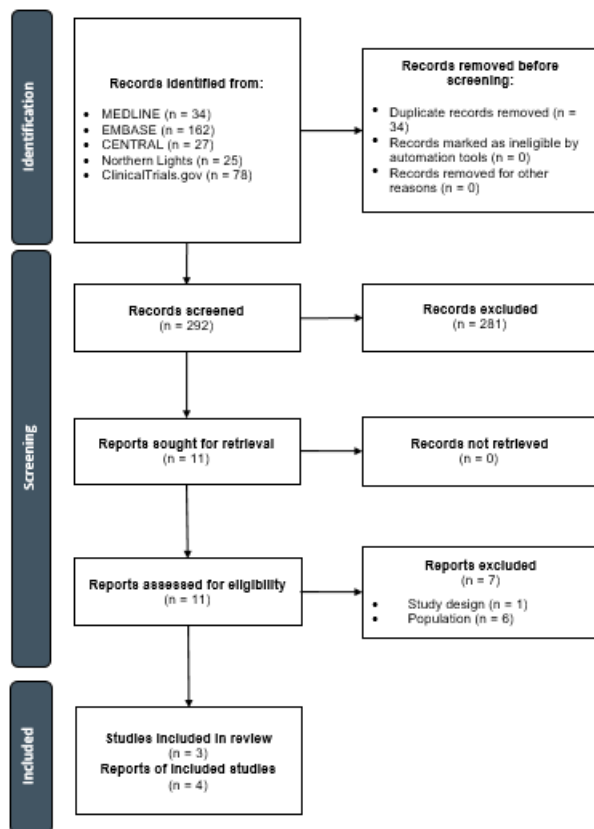 Identification
Records identified from:
• MEDLINE (n = 34)
• EMBASE (n = 162)
• CENTRAL (n = 27)
• Northern Lights (n = 25)
• ClinicalTrials.gov (n = 78)
Records removed before
screening:
• Duplicate records removed (n =
34)
• Records marked as ineligible by
automation tools (n = 0)
• Records removed for other
reasons (n = 0)
Screening
Records screened
(n = 292)
Records excluded
(n = 281)
Reports sought for retrieval
(n = 11)
Records not retrieved
(n = 0)
Reports assessed for eligibility
(n = 11)
Reports excluded
(n = 7)
• Study design (n = 1)
• Population (n = 6)
Included
Studies included in review
(n = 3)
Reports of included studies
(n = 4)